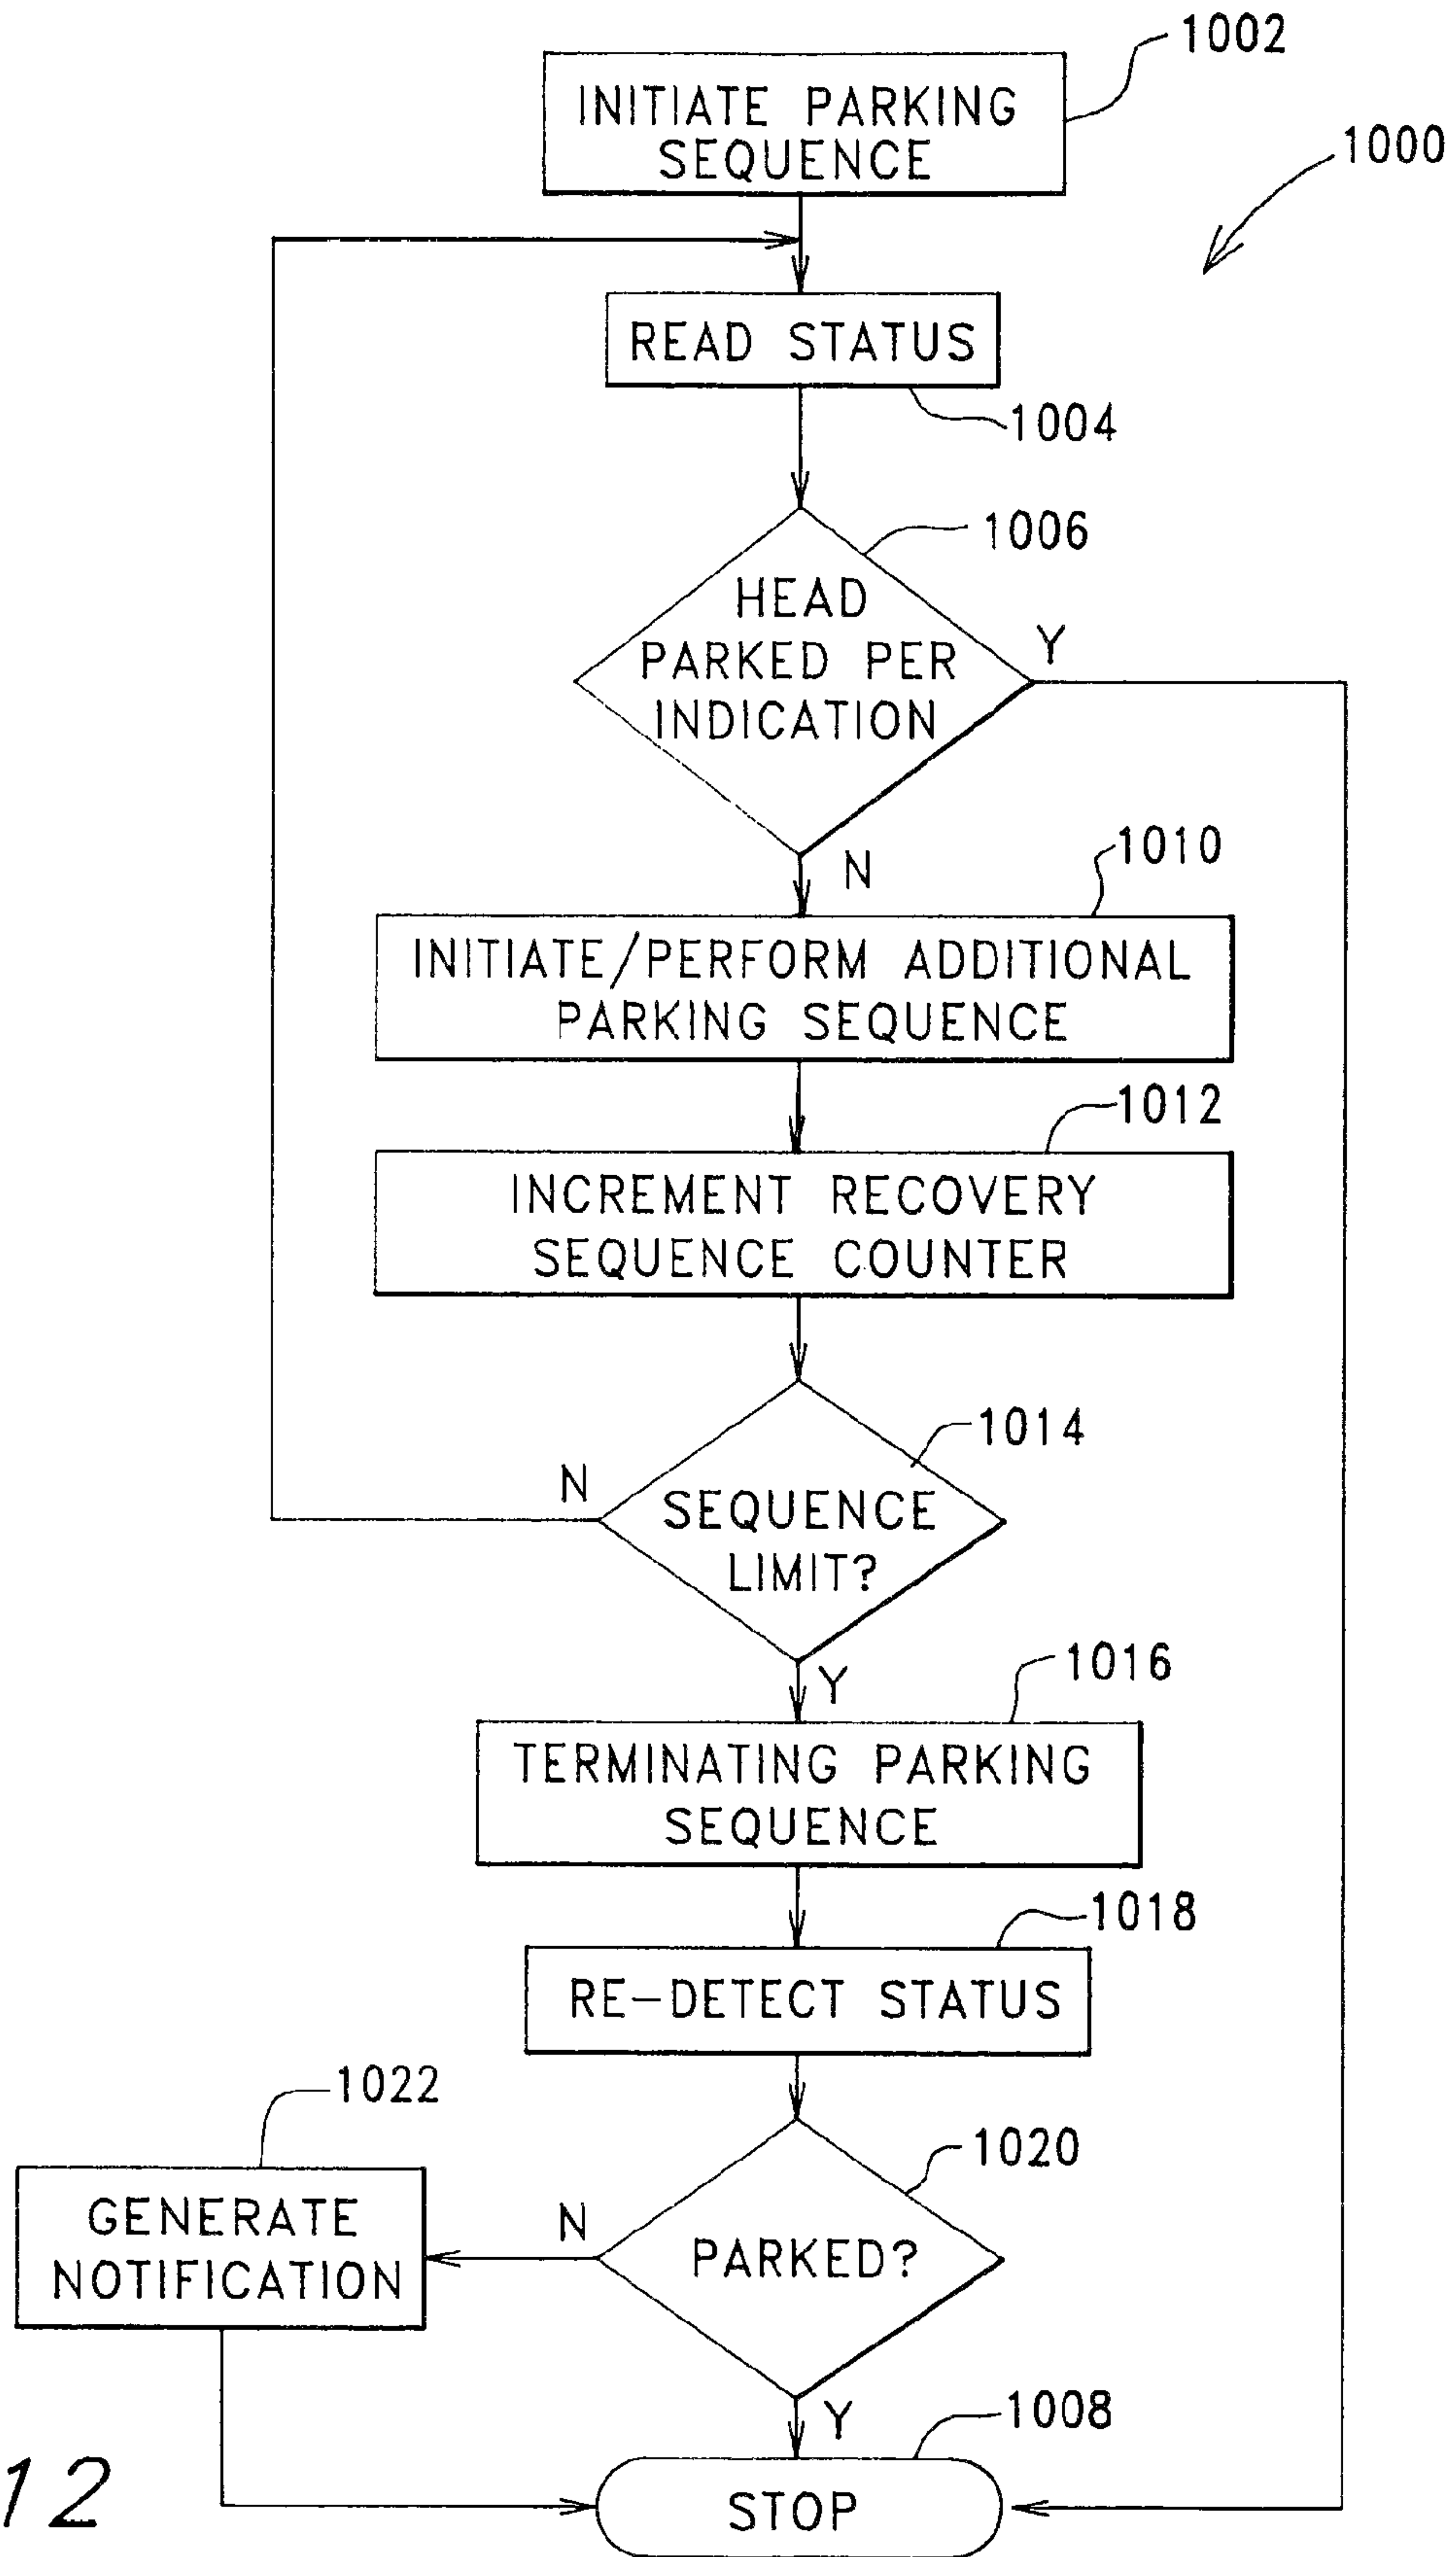 1002
INITIATE PARKING
SEQUENCE
1000
READ STATUS
1004
1006
HEAD
PARKED PER
INDICATION
Y
N
1010
INITIATE/PERFORM ADDITIONAL
PARKING SEQUENCE
1012
INCREMENT RECOVERY
SEQUENCE COUNTER
1014
N
SEQUENCE
LIMIT?
Y
1016
TERMINATING PARKING
SEQUENCE
1018
RE-DETECT STATUS
1022
1020
GENERATE
NOTIFICATION
N
PARKED?
Y
1008
STOP
12